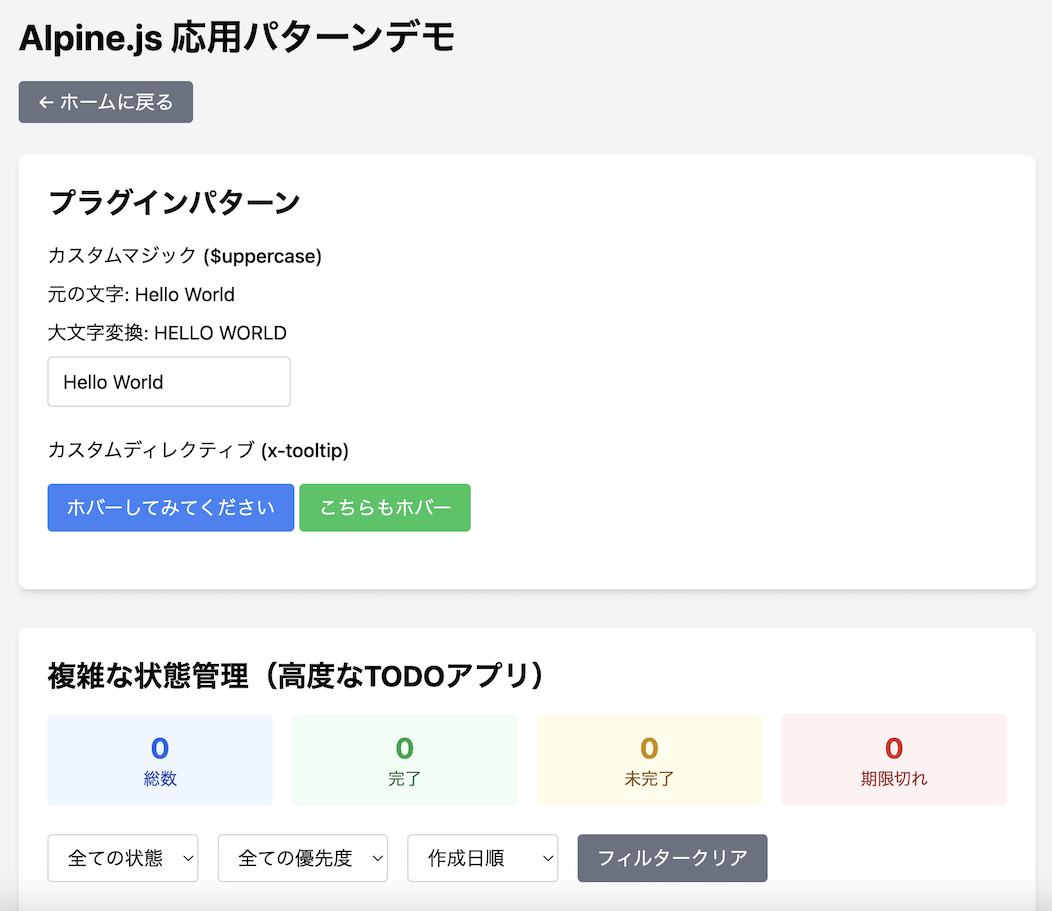 Alpine.js 応用パターンデモ
← ホームに戻る
プラグインパターン
カスタムマジック ($uppercase)
元の文字: Hello World
大文字変換: HELLO WORLD
Hello World
カスタムディレクティブ (x-tooltip)
ホバーしてみてください こちらもホバー
複雑な状態管理（高度なTODOアプリ）
0 0 0 0
総数 完了 未完了 期限切れ
全ての状態 全ての優先度 作成日順 フィルタークリア